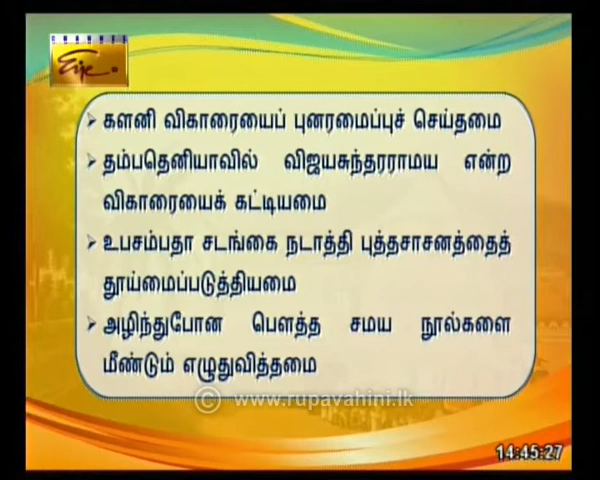 ➢ களனி விகாரையைப் புனரமைப்புச் செய்தமை
➢ தம்பதெனியாவில் விஜயசுந்தரராமய என்ற
விகாரையைக் கட்டியமை
➢ உபசம்பதா சடங்கை நடாத்தி புத்தசாசனத்தைத்
தூய்மைப்படுத்தியமை
➢ அழிந்துபோன பௌத்த சமய நூல்களை
மீண்டும் எழுதுவித்தமை
© www.rupavahini.lk
14:45:27